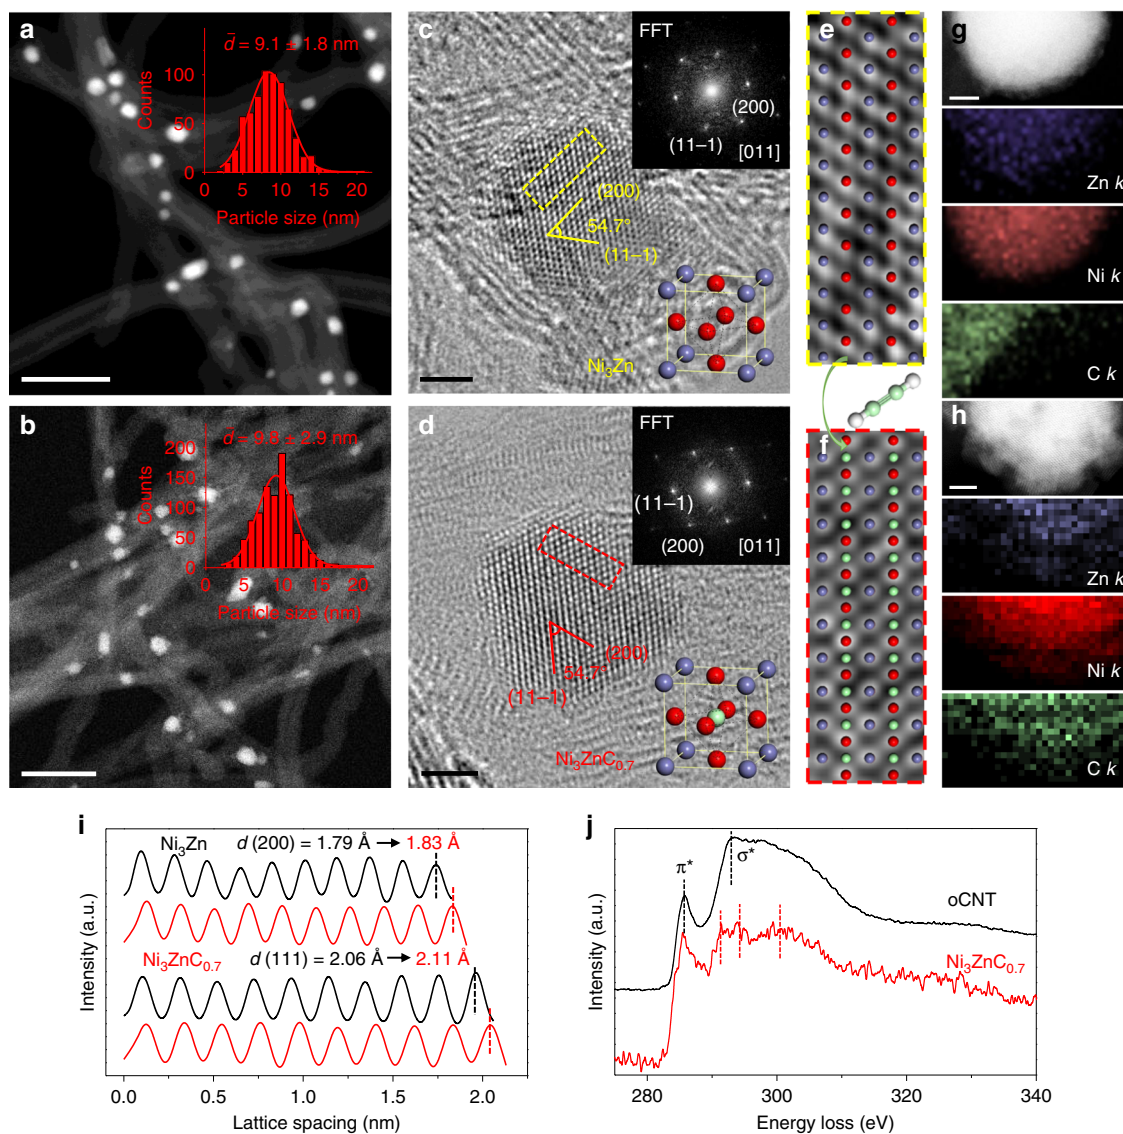 a
d̄ = 9.1 ± 1.8 nm
100
50
0
Counts
0 5 10 15 20
Particle size (nm)
b
d̄ = 9.8 ± 2.9 nm
200
150
100
50
0
Counts
0 5 10 15 20
Particle size (nm)
c
FFT
(200)
(11–1)
[011]
(200)
54.7°
(11–1)
Ni₃Zn
d
FFT
(11–1)
(200)
[011]
(200)
54.7°
(11–1)
Ni₃ZnC₀.₇
e
f
g
Zn k
Ni k
C k
h
Zn k
Ni k
C k
i
Ni₃Zn
d (200) = 1.79 Å → 1.83 Å
Ni₃ZnC₀.₇
d (111) = 2.06 Å → 2.11 Å
Intensity (a.u.)
0.0 0.5 1.0 1.5 2.0
Lattice spacing (nm)
j
π*
σ*
oCNT
Ni₃ZnC₀.₇
Intensity (a.u.)
280 300 320 340
Energy loss (eV)